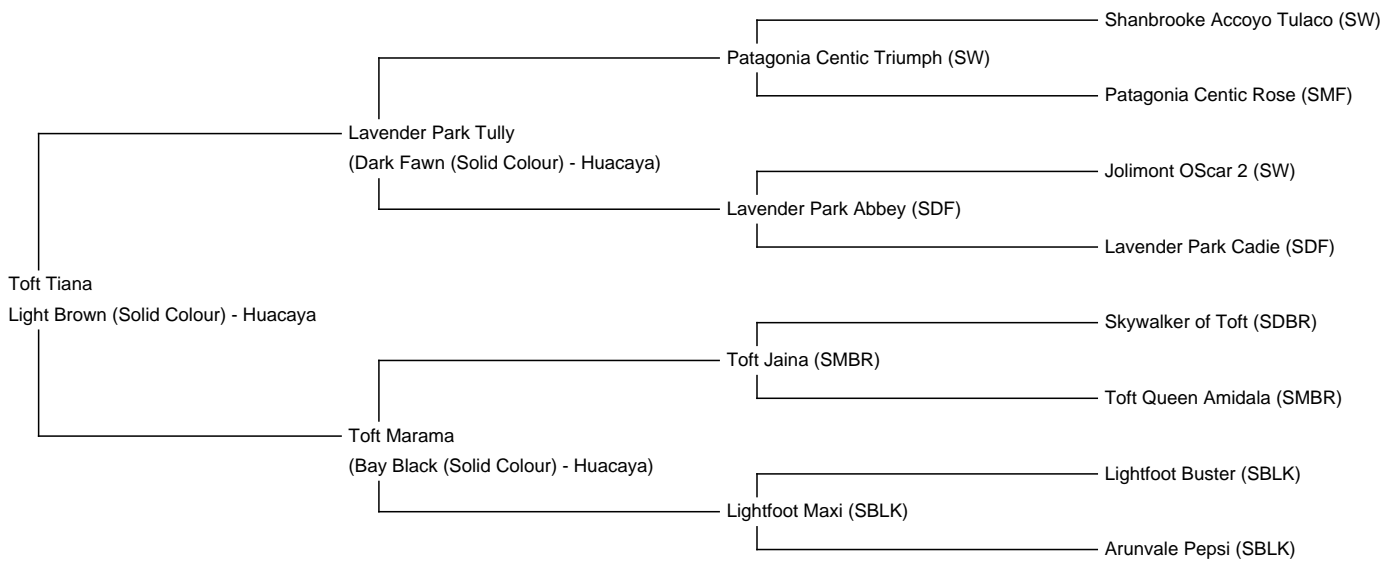 Shanbrooke Accoyo Tulaco (SW)
Patagonia Centic Triumph (SW)
Patagonia Centic Rose (SMF)
Lavender Park Tully
(Dark Fawn (Solid Colour) - Huacaya)
Jolimont OScar 2 (SW)
Lavender Park Abbey (SDF)
Lavender Park Cadie (SDF)
Toft Tiana
Light Brown (Solid Colour) - Huacaya
Skywalker of Toft (SDBR)
Toft Jaina (SMBR)
Toft Queen Amidala (SMBR)
Toft Marama
(Bay Black (Solid Colour) - Huacaya)
Lightfoot Buster (SBLK)
Lightfoot Maxi (SBLK)
Arunvale Pepsi (SBLK)